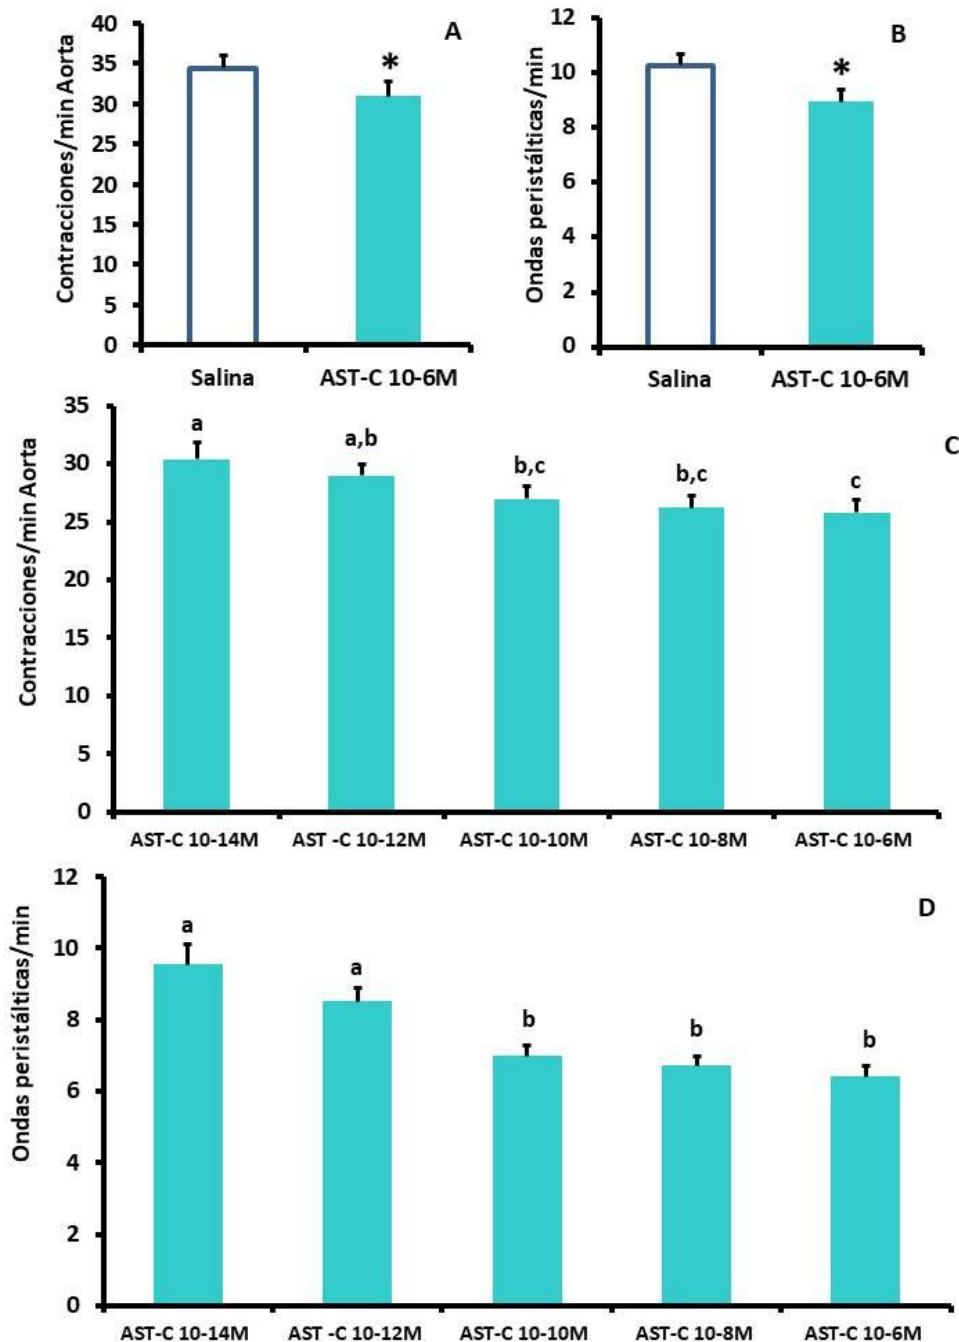 A
Contracciones/min Aorta
40
35
30
25
20
15
10
5
0
*
Salina
AST-C 10-6M
B
Ondas peristálticas/min
12
10
8
6
4
2
0
*
Salina
AST-C 10-6M
C
Contracciones/min Aorta
35
30
25
20
15
10
5
0
a
a,b
b,c
b,c
c
AST-C 10-14M
AST -C 10-12M
AST-C 10-10M
AST-C 10-8M
AST-C 10-6M
D
Ondas peristálticas/min
12
10
8
6
4
2
0
a
a
b
b
b
AST-C 10-14M
AST -C 10-12M
AST-C 10-10M
AST-C 10-8M
AST-C 10-6M